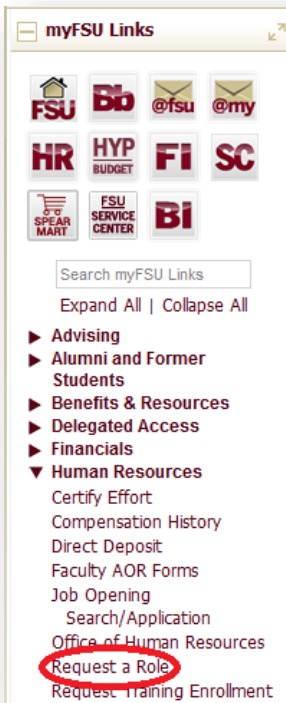 myFSU Links
FSU Bb @fsu @my
HR HYP BUDGET FI SC
SPEAR MART FSU SERVICE CENTER BI
Search myFSU Links
Expand All | Collapse All
Advising
Alumni and Former
Students
Benefits & Resources
Delegated Access
Financials
Human Resources
Certify Effort
Compensation History
Direct Deposit
Faculty AOR Forms
Job Opening
Search/Application
Office of Human Resources
Request a Role
Request Training Enrollment